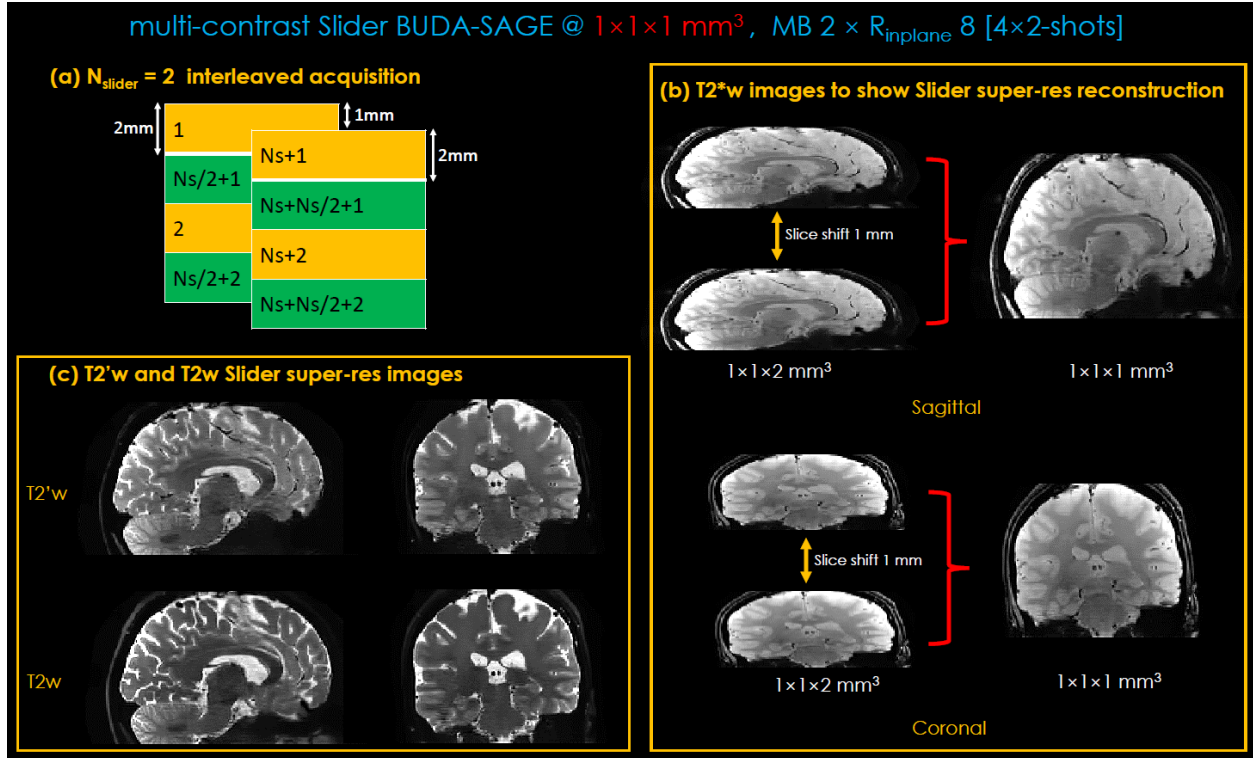 multi-contrast Slider BUDA-SAGE @ 1×1×1 mm³ , MB 2 × Rinplane 8 [4×2-shots]
(a) Nslider = 2 interleaved acquisition
2mm
1
1mm
Ns+1
2mm
Ns/2+1
Ns+Ns/2+1
2
Ns+2
Ns/2+2
Ns+Ns/2+2
(b) T2*w images to show Slider super-res reconstruction
Slice shift 1 mm
1×1×2 mm³
1×1×1 mm³
Sagittal
Slice shift 1 mm
1×1×2 mm³
1×1×1 mm³
Coronal
(c) T2'w and T2w Slider super-res images
T2'w
T2w